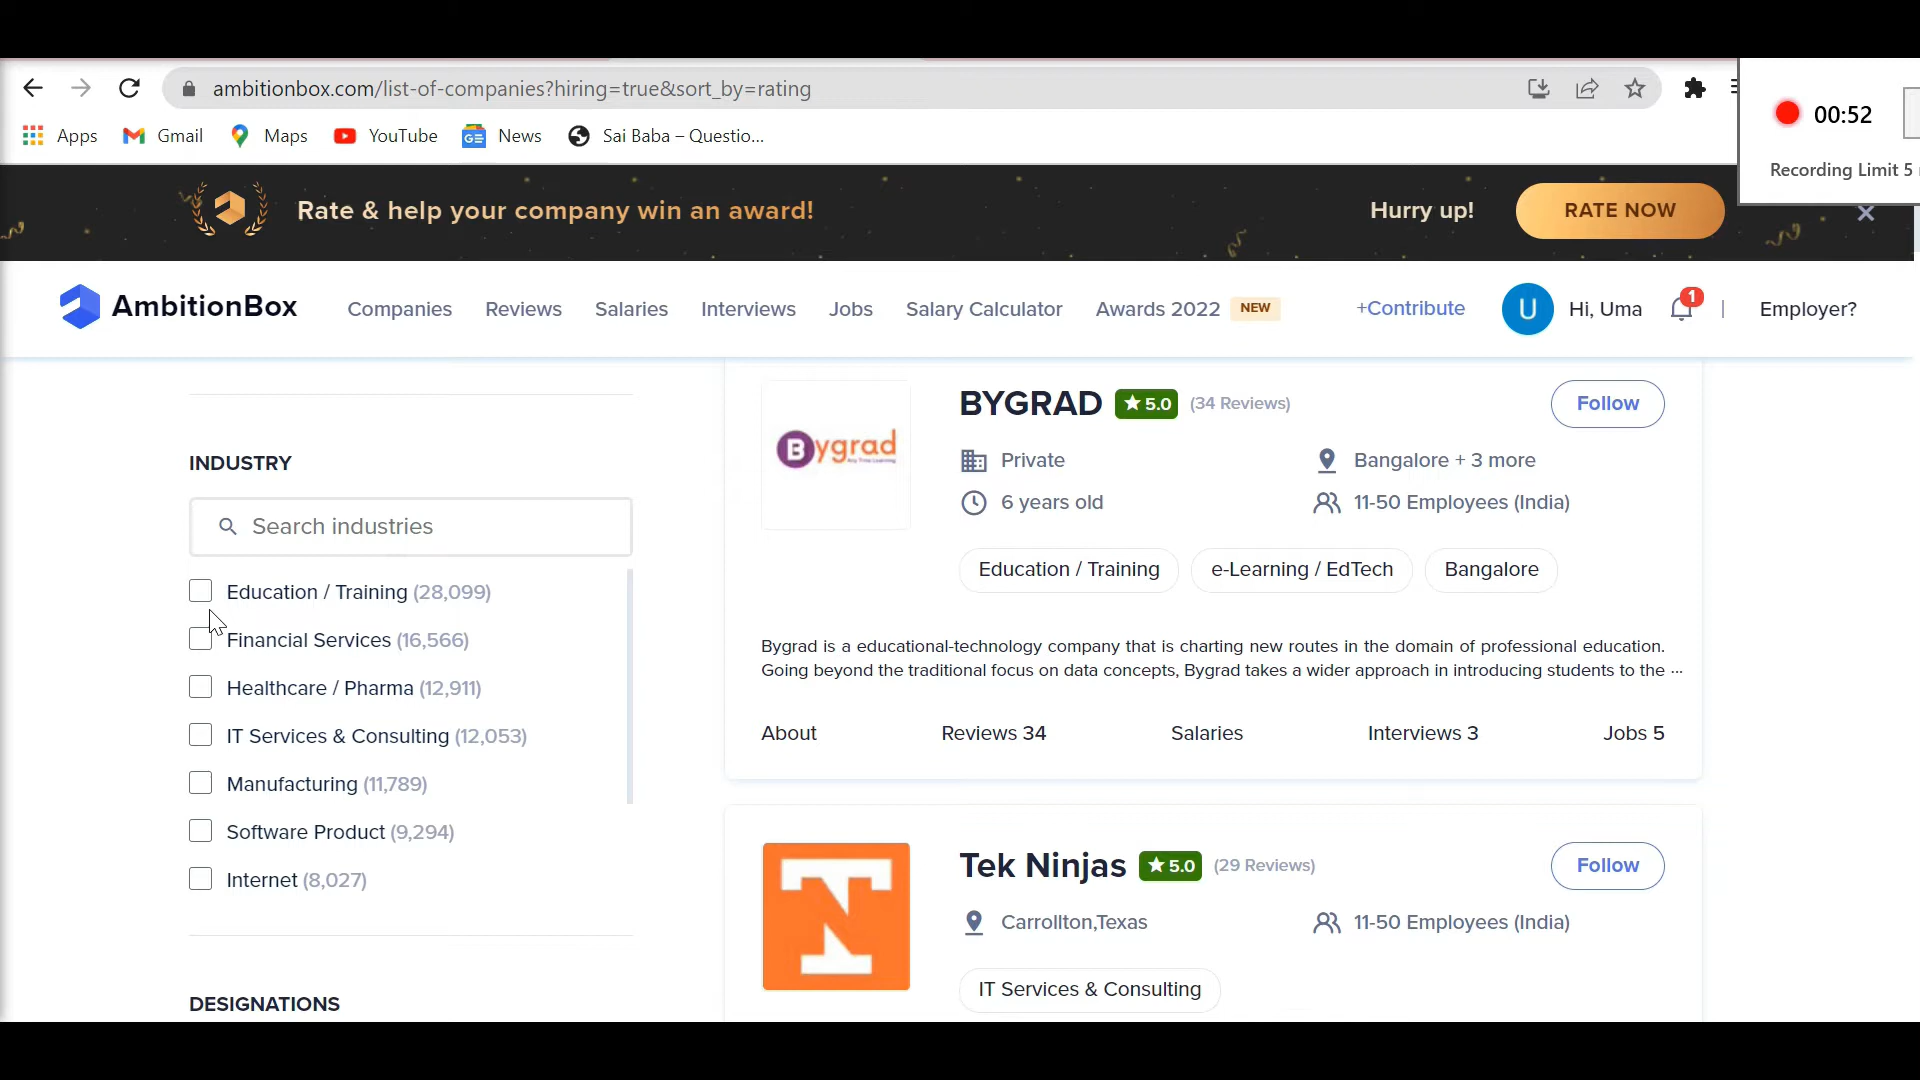 ambitionbox.com/list-of-companies?hiring=true&sort_by=rating
00:52
Apps Gmail Maps YouTube News Sai Baba – Questio...
Recording Limit 5
Rate & help your company win an award! Hurry up! RATE NOW
AmbitionBox Companies Reviews Salaries Interviews Jobs Salary Calculator Awards 2022 NEW +Contribute U Hi, Uma 1 | Employer?
INDUSTRY
Search industries
Education / Training (28,099)
Financial Services (16,566)
Healthcare / Pharma (12,911)
IT Services & Consulting (12,053)
Manufacturing (11,789)
Software Product (9,294)
Internet (8,027)
DESIGNATIONS
Bygrad
BYGRAD ★ 5.0 (34 Reviews) Follow
Private Bangalore + 3 more
6 years old 11-50 Employees (India)
Education / Training e-Learning / EdTech Bangalore
Bygrad is a educational-technology company that is charting new routes in the domain of professional education.
Going beyond the traditional focus on data concepts, Bygrad takes a wider approach in introducing students to the ...
About Reviews 34 Salaries Interviews 3 Jobs 5
Tek Ninjas ★ 5.0 (29 Reviews) Follow
Carrollton,Texas 11-50 Employees (India)
IT Services & Consulting